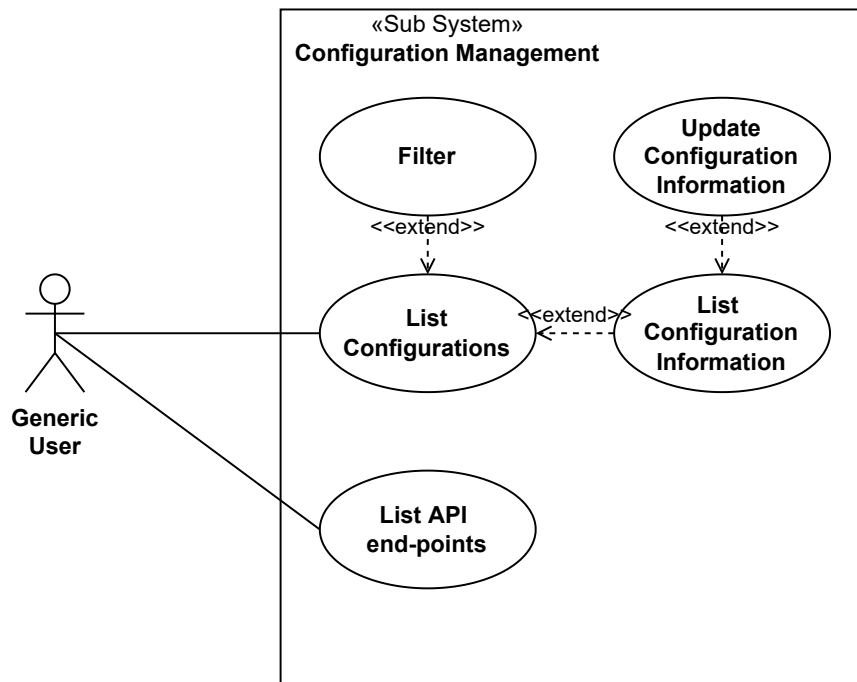 «Sub System»
Configuration Management
Filter
Update
Configuration
Information
<<extend>>
<<extend>>
List
Configurations
<<extend>>
List
Configuration
Information
Generic
User
List API
end-points